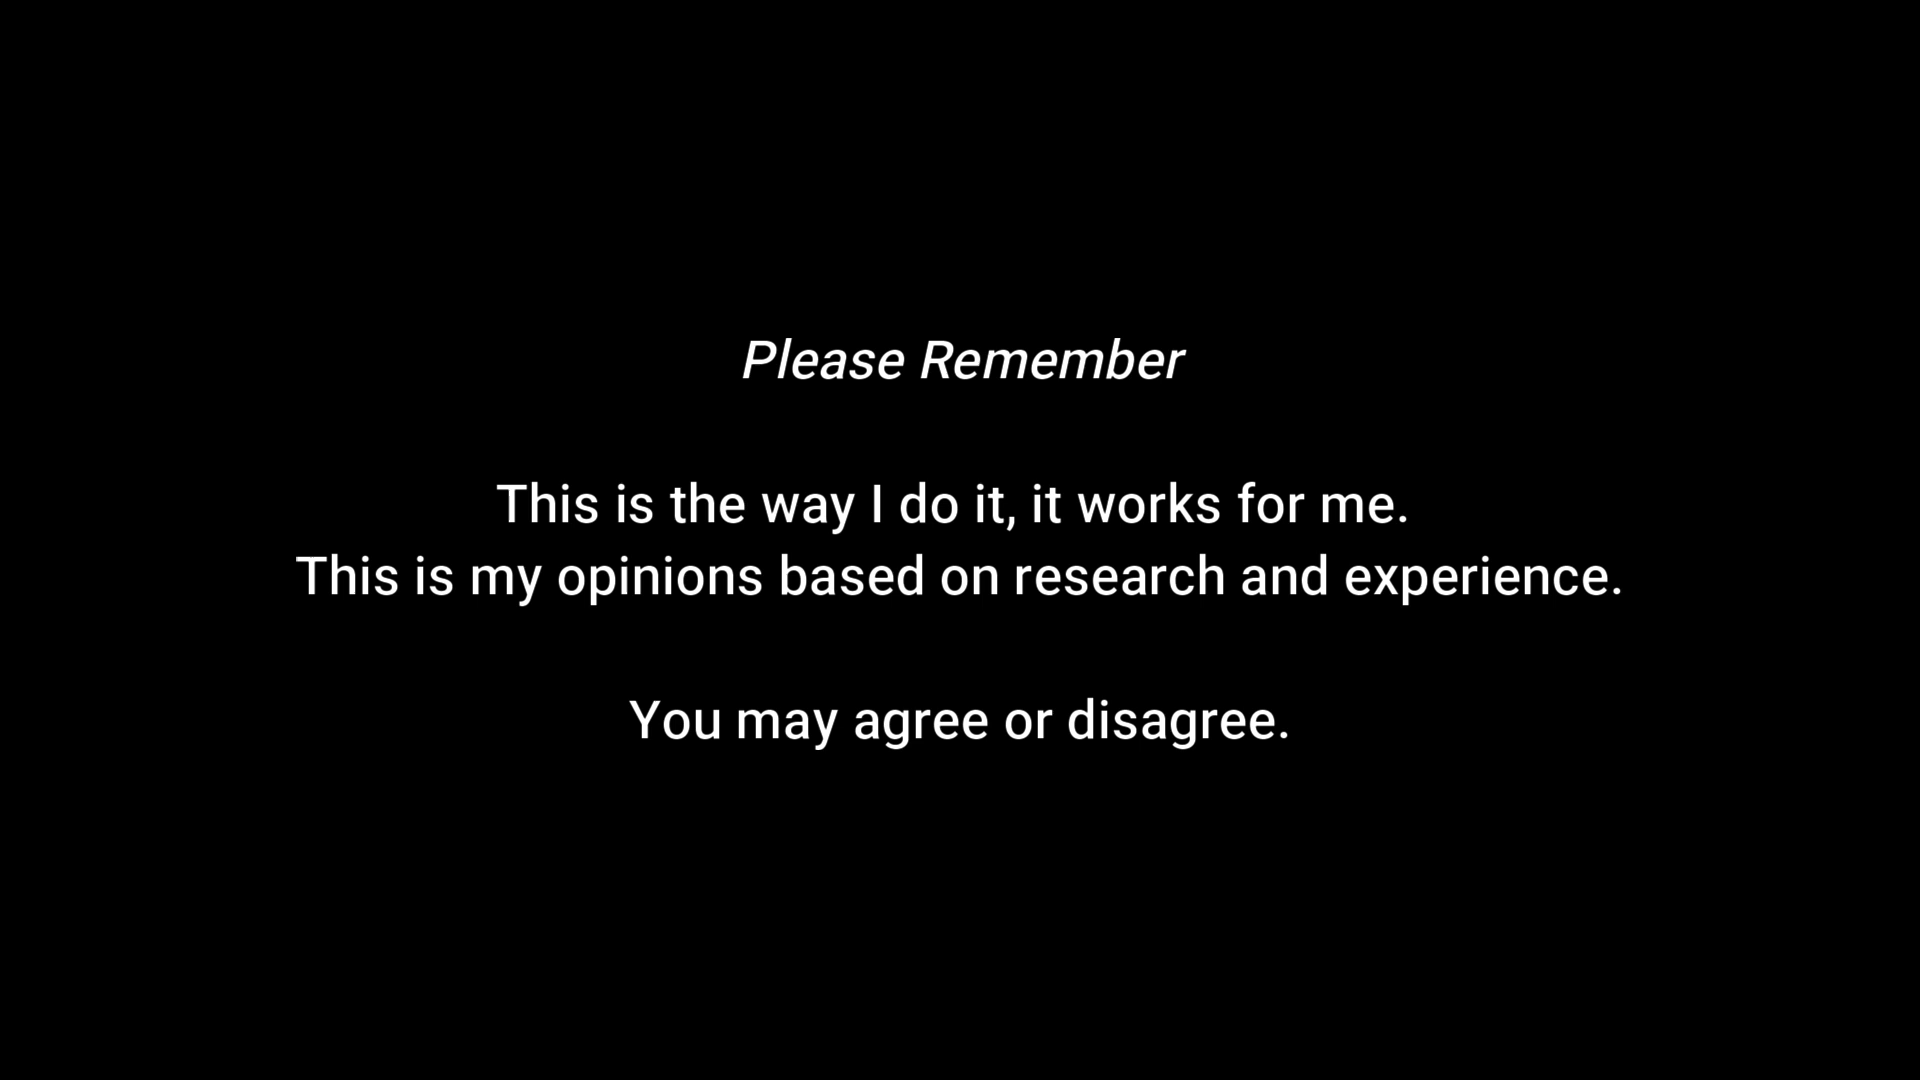 Please Remember
This is the way I do it, it works for me.
This is my opinions based on research and experience.
You may agree or disagree.